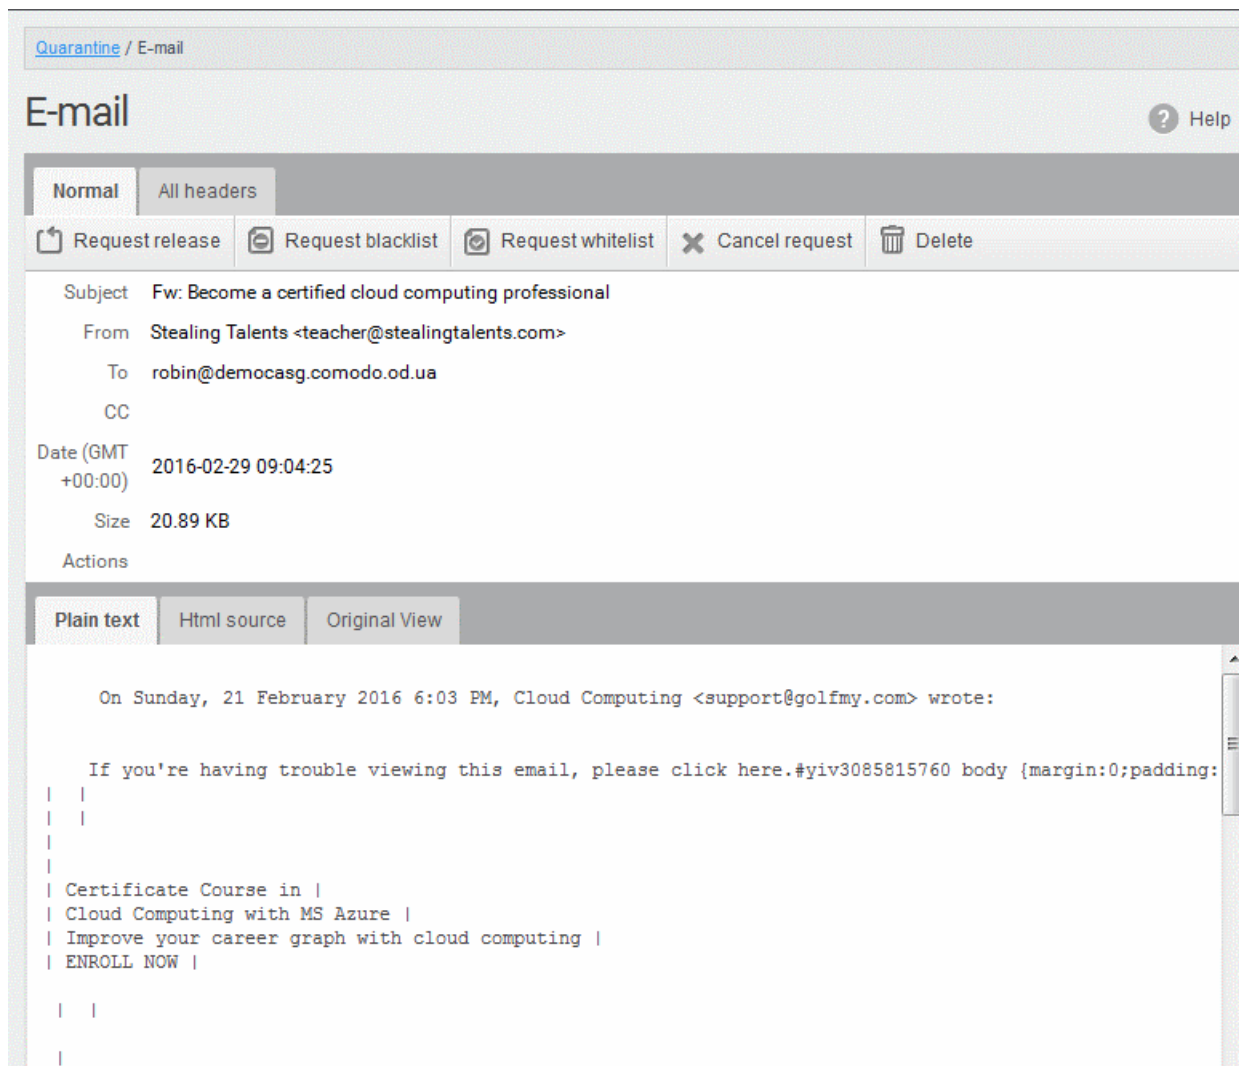 Quarantine / E-mail
E-mail
? Help
Normal All headers
Request release Request blacklist Request whitelist Cancel request Delete
Subject Fw: Become a certified cloud computing professional
From Stealing Talents <teacher@stealingtalents.com>
To robin@democasg.comodo.od.ua
CC
Date (GMT
+00:00) 2016-02-29 09:04:25
Size 20.89 KB
Actions
Plain text Html source Original View
On Sunday, 21 February 2016 6:03 PM, Cloud Computing <support@golfmy.com> wrote:
If you're having trouble viewing this email, please click here.#yiv3085815760 body {margin:0;padding:
| |
| |
|
|
| Certificate Course in |
| Cloud Computing with MS Azure |
| Improve your career graph with cloud computing |
| ENROLL NOW |
| |
|